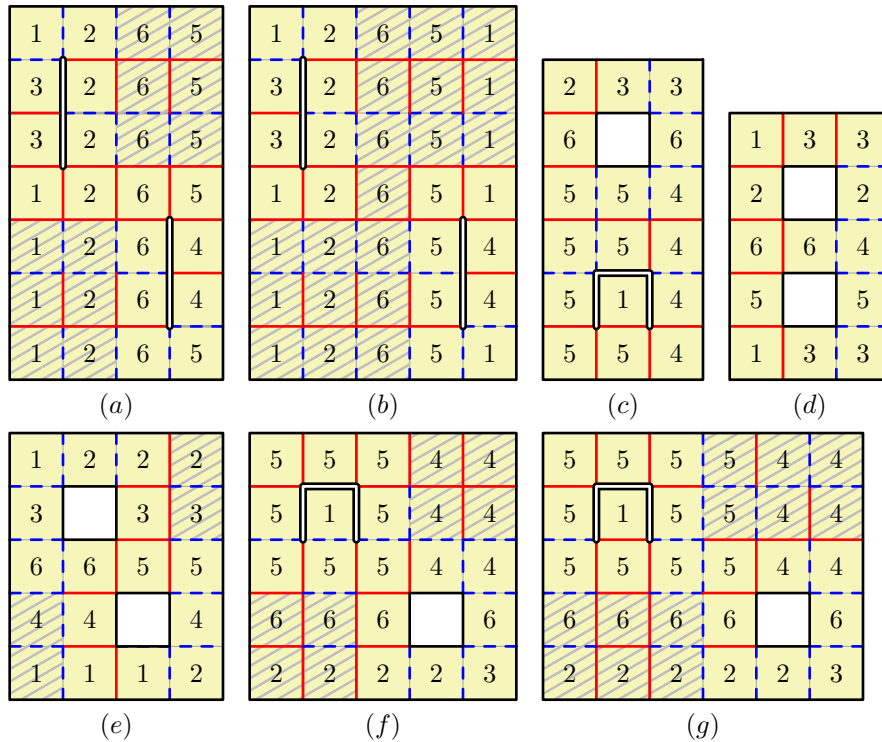 1 2 6 5
3 2 6 5
3 2 6 5
1 2 6 5
1 2 6 4
1 2 6 4
1 2 6 5
(a)
1 2 6 5 1
3 2 6 5 1
3 2 6 5 1
1 2 6 5 1
1 2 6 5 4
1 2 6 5 4
1 2 6 5 1
(b)
2 3 3
6 6
5 5 4
5 5 4
5 1 4
5 5 4
(c)
1 3 3
2 2
6 6 4
5 5
1 3 3
(d)
1 2 2 2
3 3 3
6 6 5 5
4 4 4
1 1 1 2
(e)
5 5 5 4 4
5 1 5 4 4
5 5 5 4 4
6 6 6 6
2 2 2 2 3
(f)
5 5 5 5 4 4
5 1 5 5 4 4
5 5 5 5 4 4
6 6 6 6 6
2 2 2 2 2 3
(g)